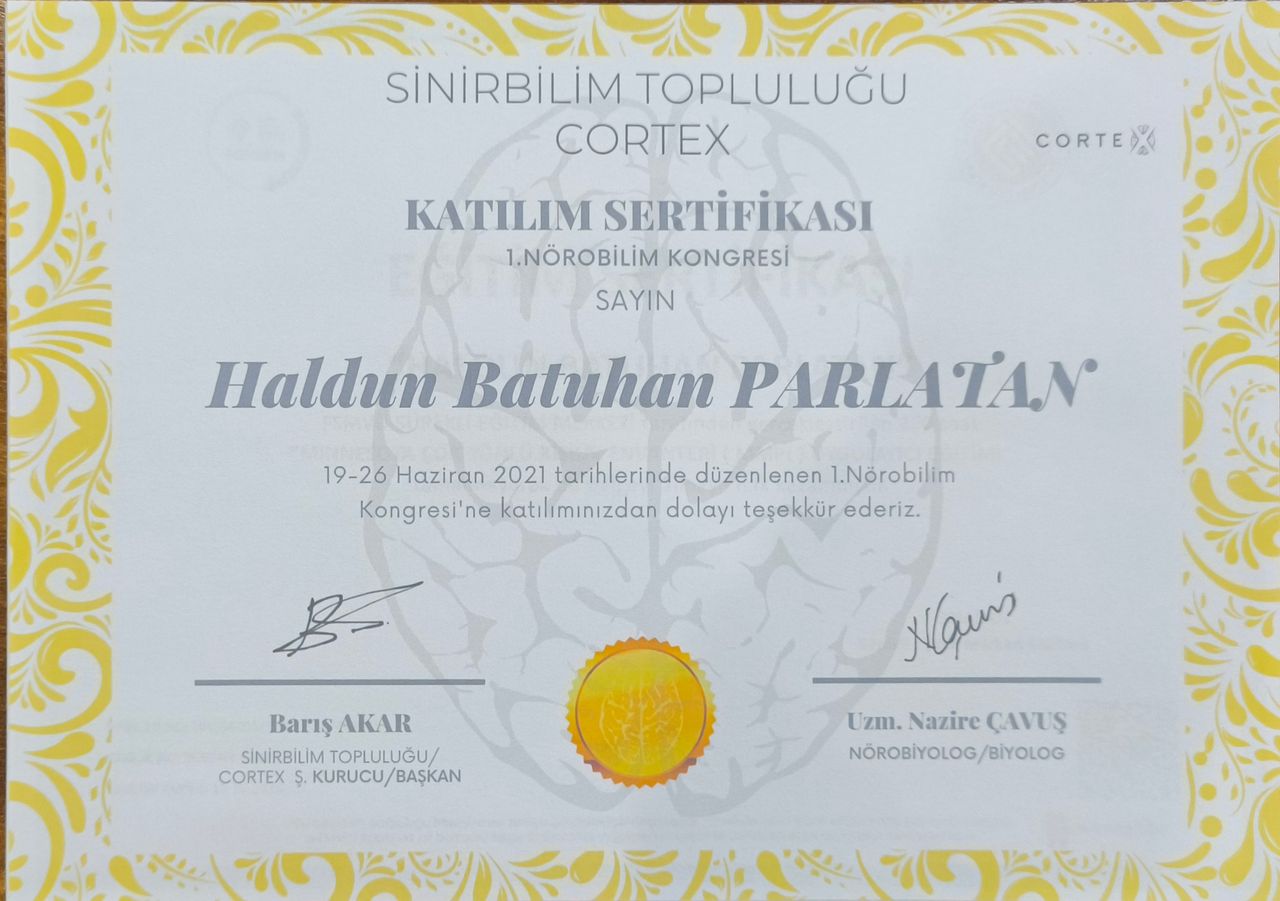 SİNİRBİLİM TOPLULUĞU
CORTEX
CORTEX
KATILIM SERTİFİKASI
1.NÖROBİLİM KONGRESİ
SAYIN
Haldun Batuhan PARLATAN
19-26 Haziran 2021 tarihlerinde düzenlenen 1.Nörobilim
Kongresi'ne katılımınızdan dolayı teşekkür ederiz.
Barış AKAR
SİNİRBİLİM TOPLULUĞU/
CORTEX Ş. KURUCU/BAŞKAN
Uzm. Nazire ÇAVUŞ
NÖROBİYOLOG/BİYOLOG